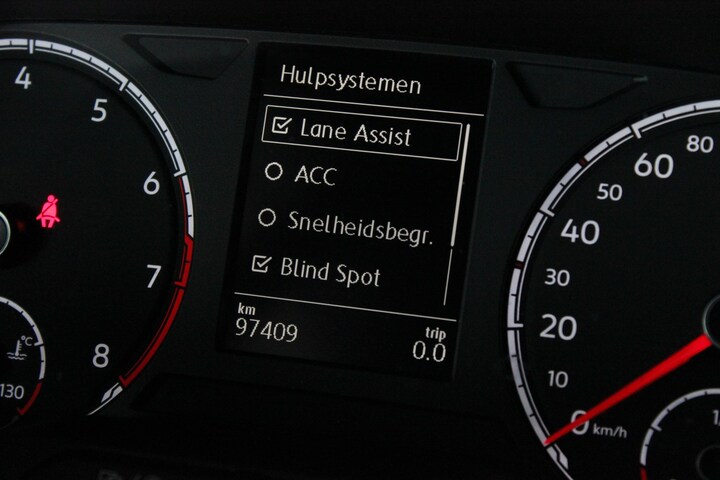 Hulpsystemen
Lane Assist
ACC
Snelheidsbegr.
Blind Spot
km trip
97409 0.0
4
5
6
7
8
°C
130
80
60
50
40
30
20
10
0 km/h